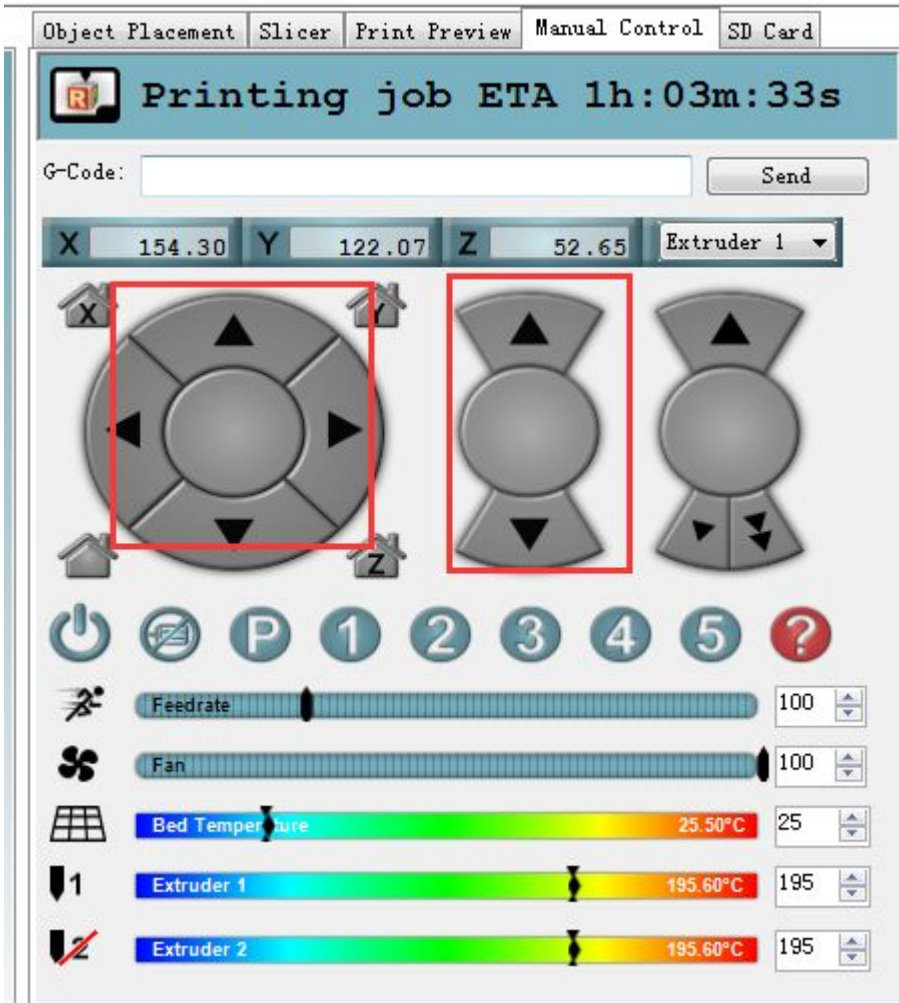 Object Placement Slicer Print Preview Manual Control SD Card
R Printing job ETA 1h:03m:33s
G-Code: Send
X 154.30 Y 122.07 Z 52.65 Extruder 1
X Y
Z
P 1 2 3 4 5 ?
Feedrate 100
Fan 100
Bed Temperature 25.50°C 25
1 Extruder 1 195.60°C 195
2 Extruder 2 195.60°C 195